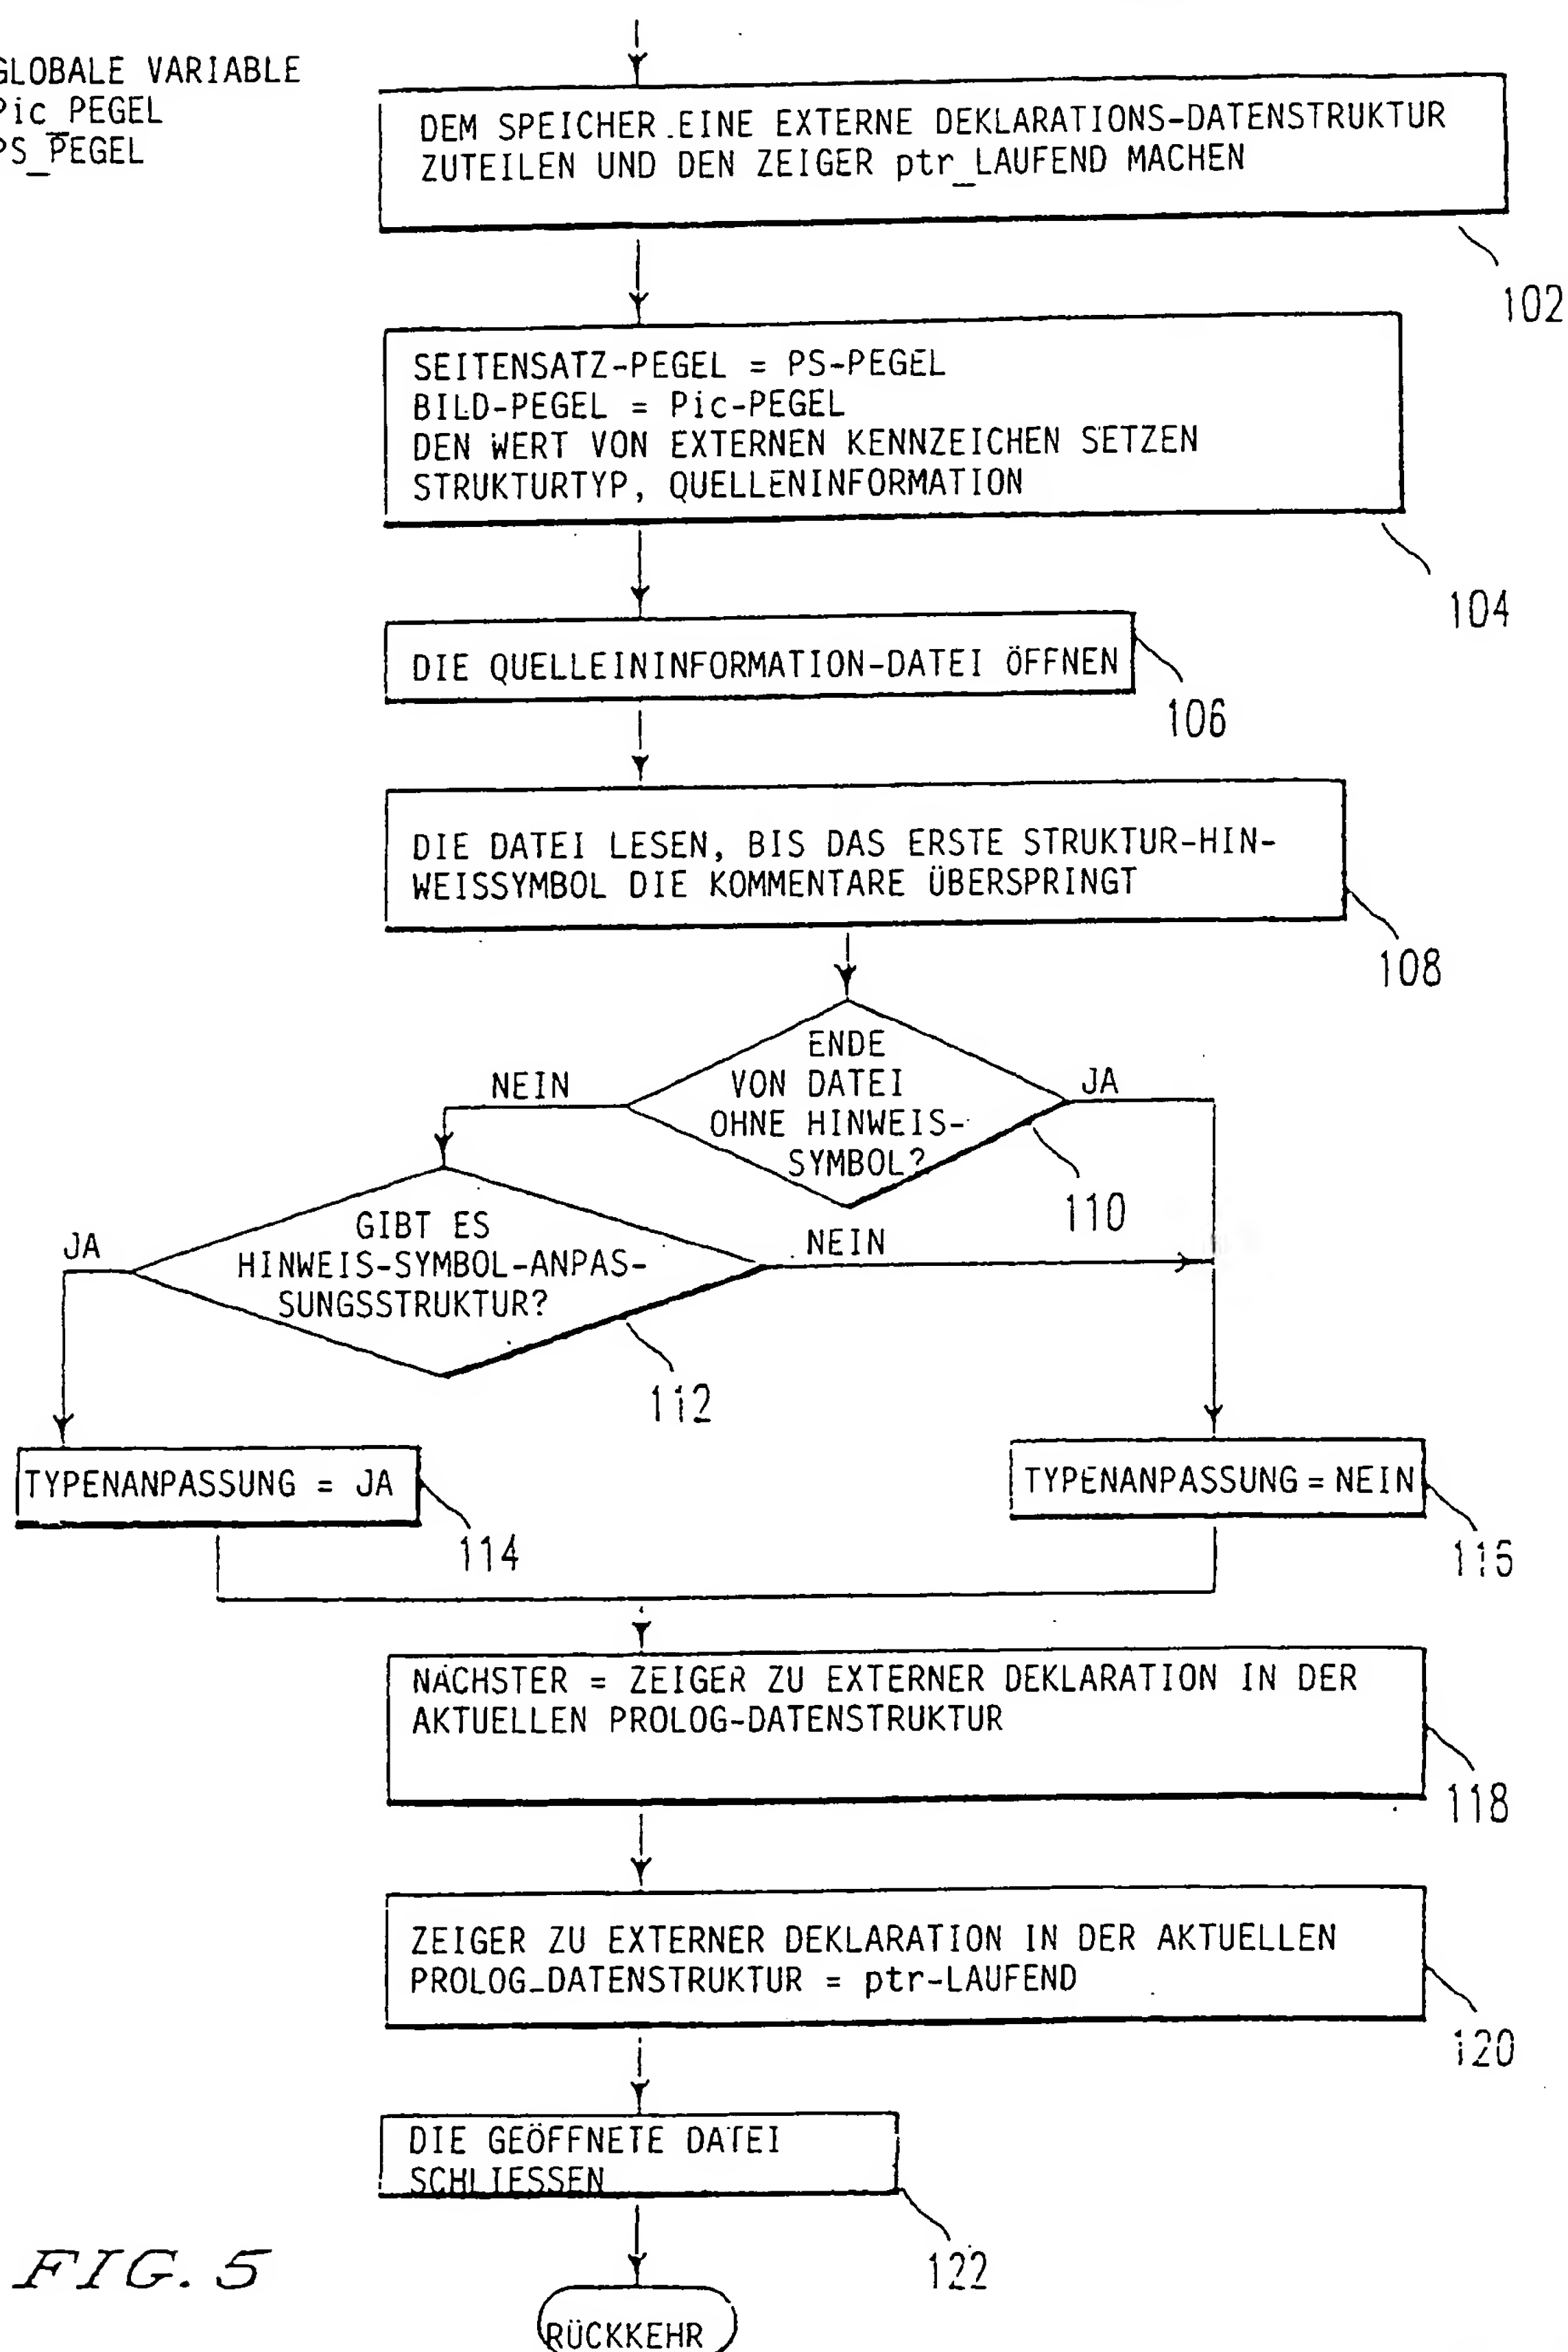 GLOBALE VARIABLE
Pic_PEGEL
PS_PEGEL
DEM SPEICHER EINE EXTERNE DEKLARATIONS-DATENSTRUKTUR
ZUTEILEN UND DEN ZEIGER ptr_LAUFEND MACHEN
102
SEITENSATZ-PEGEL = PS-PEGEL
BILD-PEGEL = Pic-PEGEL
DEN WERT VON EXTERNEN KENNZEICHEN SETZEN
STRUKTURTYP, QUELLENINFORMATION
104
DIE QUELLEININFORMATION-DATEI ÖFFNEN
106
DIE DATEI LESEN, BIS DAS ERSTE STRUKTUR-HIN-
WEISSYMBOL DIE KOMMENTARE ÜBERSPRINGT
108
ENDE
VON DATEI
OHNE HINWEIS-
SYMBOL?
NEIN
JA
110
GIBT ES
HINWEIS-SYMBOL-ANPAS-
SUNGSSTRUKTUR?
JA
NEIN
112
TYPENANPASSUNG = JA
114
TYPENANPASSUNG = NEIN
116
NÄCHSTER = ZEIGER ZU EXTERNER DEKLARATION IN DER
AKTUELLEN PROLOG-DATENSTRUKTUR
118
ZEIGER ZU EXTERNER DEKLARATION IN DER AKTUELLEN
PROLOG-DATENSTRUKTUR = ptr-LAUFEND
120
DIE GEÖFFNETE DATEI
SCHLIESSEN
122
FIG. 5
RÜCKKEHR